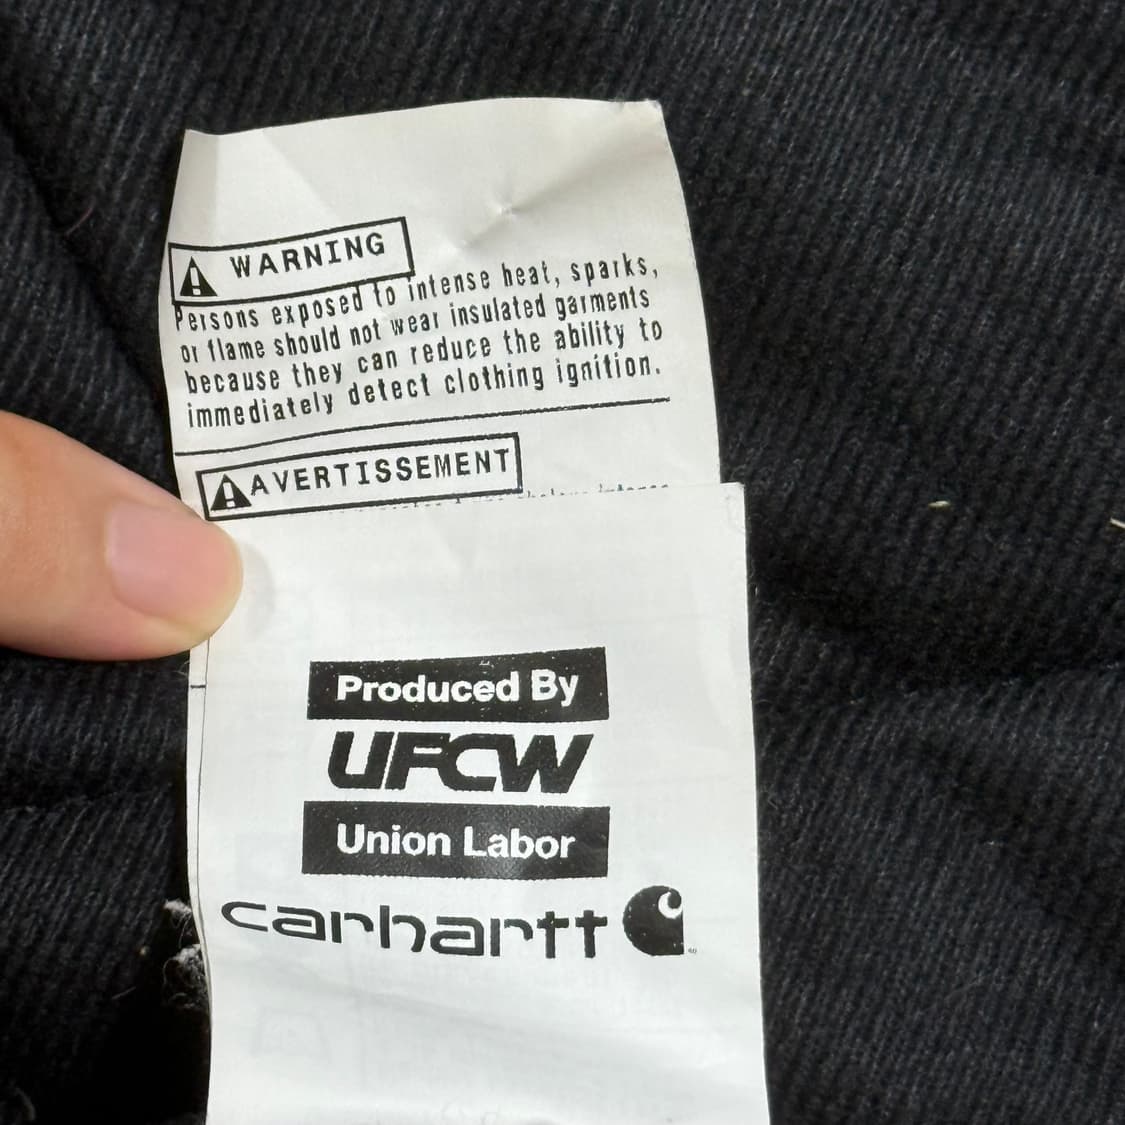 WARNING
Persons exposed to intense heat, sparks,
or flame should not wear insulated garments
because they can reduce the ability to
immediately detect clothing ignition.
AVERTISSEMENT
Produced By
UFCW
Union Labor
carhartt